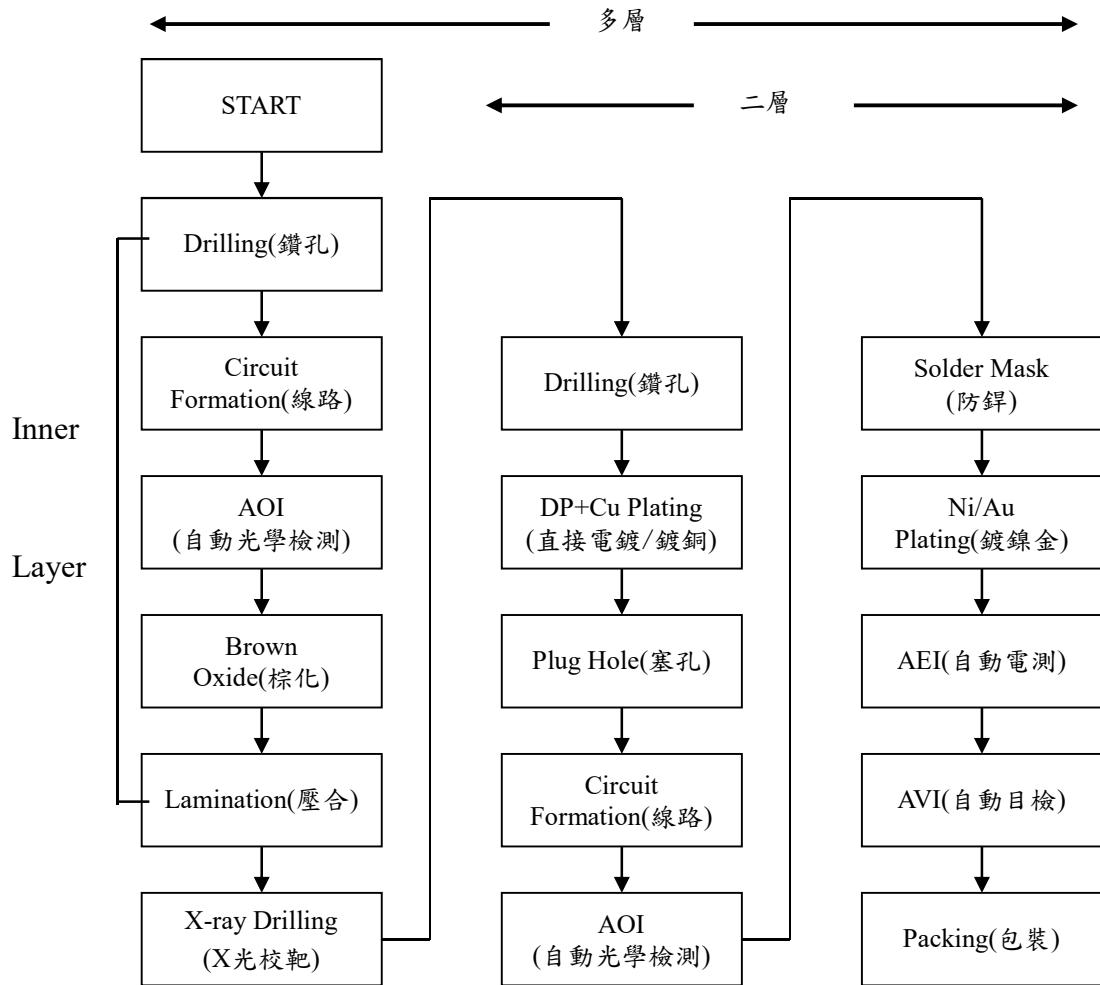 多層
START
二層
Drilling(鑽孔)
Circuit
Formation(線路)
AOI
(自動光學檢測)
Brown
Oxide(棕化)
Lamination(壓合)
X-ray Drilling
(X光校靶)
Inner
Layer
Drilling(鑽孔)
DP+Cu Plating
(直接電鍍/鍍銅)
Plug Hole(塞孔)
Circuit
Formation(線路)
AOI
(自動光學檢測)
Solder Mask
(防銲)
Ni/Au
Plating(鍍鎳金)
AEI(自動電測)
AVI(自動目檢)
Packing(包裝)